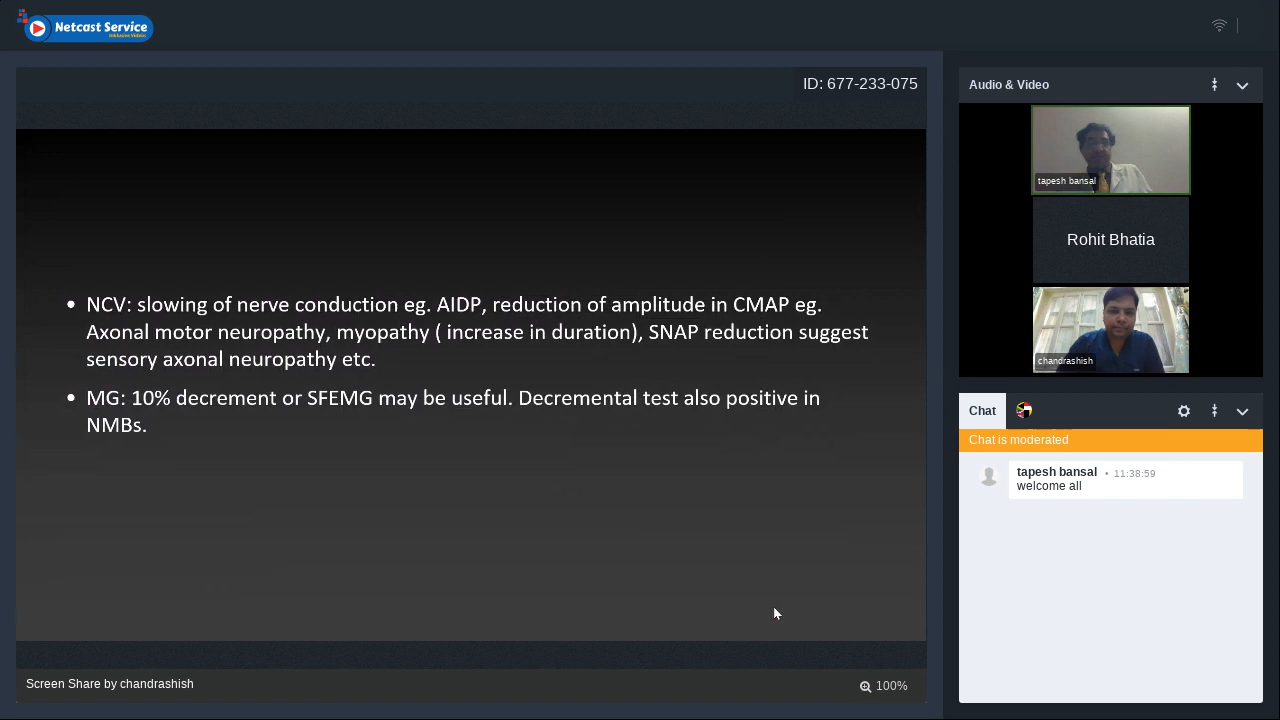 Netcast Service
ID: 677-233-075
• NCV: slowing of nerve conduction eg. AIDP, reduction of amplitude in CMAP eg.
Axonal motor neuropathy, myopathy ( increase in duration), SNAP reduction suggest
sensory axonal neuropathy etc.
• MG: 10% decrement or SFEMG may be useful. Decremental test also positive in
NMBs.
Screen Share by chandrashish
100%
Audio & Video
tapesh bansal
Rohit Bhatia
chandrashish
Chat
Chat is moderated
tapesh bansal • 11:38:59
welcome all